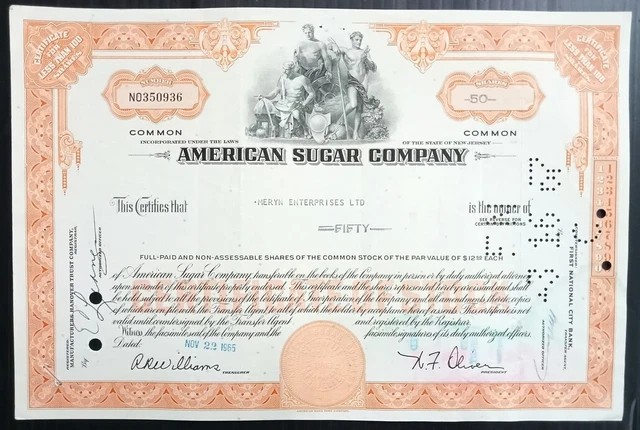 CERTIFICATE
FOR
LESS THAN 100
SHARES
CERTIFICATE
FOR
LESS THAN 100
SHARES
NUMBER
NO350936
SHARES
-50-
COMMON
COMMON
INCORPORATED UNDER THE LAWS
OF THE STATE OF NEW JERSEY
AMERICAN SUGAR COMPANY
This Certifies that
MERYN ENTERPRISES LTD
is the owner of
SEE REVERSE FOR
CERTAIN DEFINITIONS
—FIFTY—
FULL-PAID AND NON-ASSESSABLE SHARES OF THE COMMON STOCK OF THE PAR VALUE OF $12.50 EACH
of American Sugar Company transferable on the books of the Company in person or by duly authorized attorney
upon surrender of this certificate properly endorsed. This certificate and the shares represented hereby are issued and shall
be held subject to all the provisions of the Certificate of Incorporation of the Company and all amendments thereto, copies
of which are on file with the Transfer Agent to all of which the holder by acceptance hereof assents. This certificate is not
valid until countersigned by the Transfer Agent and registered by the Registrar.
Witness the facsimile seal of the Company and the facsimile signatures of its duly authorized officers.
Dated:
NOV 22 1965
TREASURER
PRESIDENT
MANUFACTURERS HANOVER TRUST COMPANY,
By
AUTHORIZED OFFICER
FIRST NATIONAL CITY BANK,
AUTHORIZED OFFICER